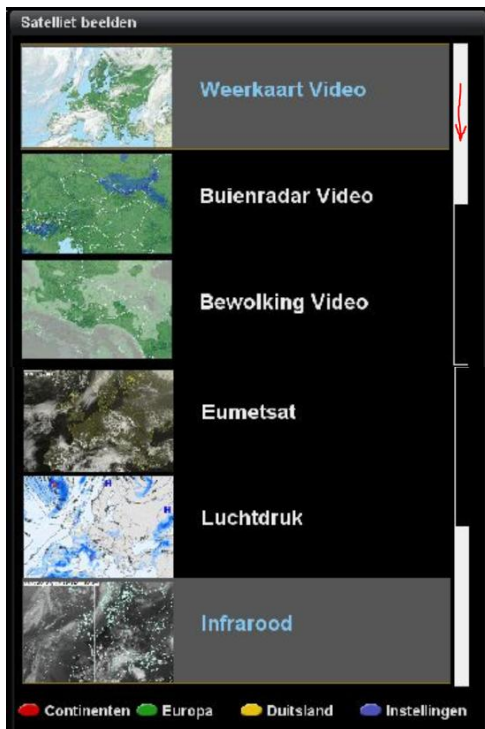 Satelliet beelden
Weerkaart Video
Buienradar Video
Bewolking Video
Eumetsat
Luchtdruk
Infrarood
Continenten Europa Duitsland Instellingen